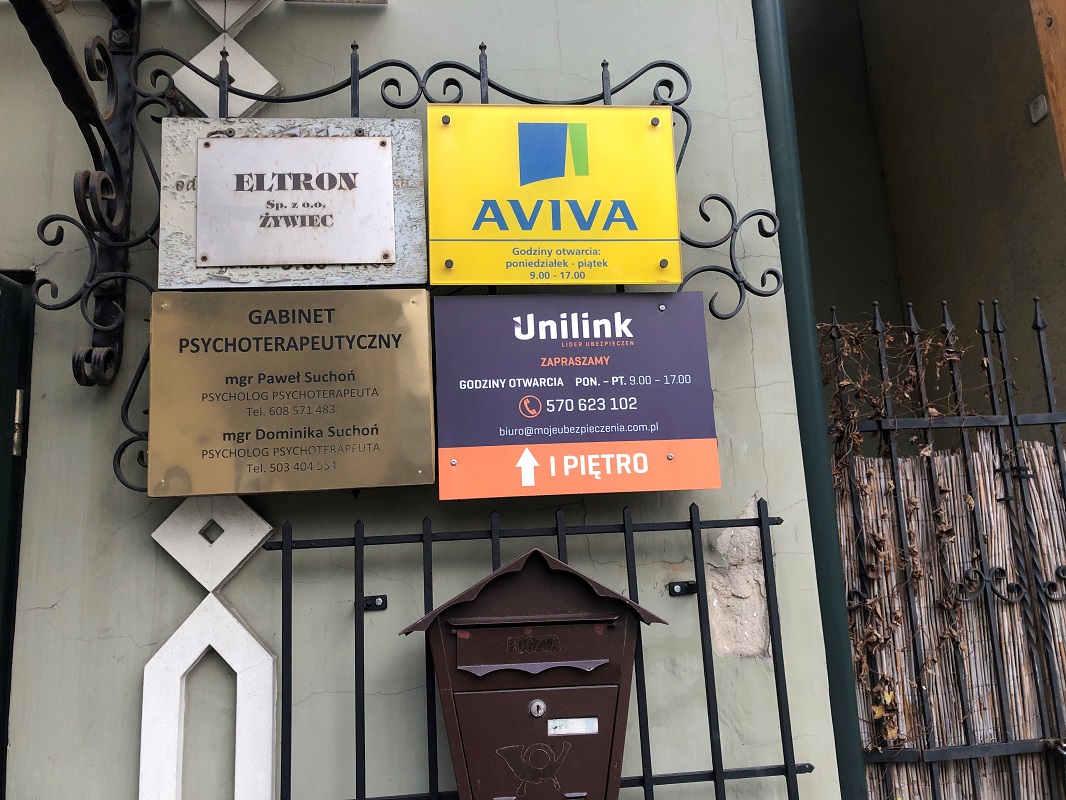 ELTRON
Sp. z o.o.
ŻYWIEC
AVIVA
Godziny otwarcia:
poniedziałek - piątek
9.00 - 17.00
GABINET
PSYCHOTERAPEUTYCZNY
mgr Paweł Suchoń
PSYCHOLOG PSYCHOTERAPEUTA
Tel. 608 571 483
mgr Dominika Suchoń
PSYCHOLOG PSYCHOTERAPEUTA
Tel. 503 404 554
Unilink
LIDER UBEZPIECZEŃ
ZAPRASZAMY
GODZINY OTWARCIA PON. – PT. 9.00 – 17.00
570 623 102
biuro@mojeubezpieczenia.com.pl
I PIĘTRO
POCZTA